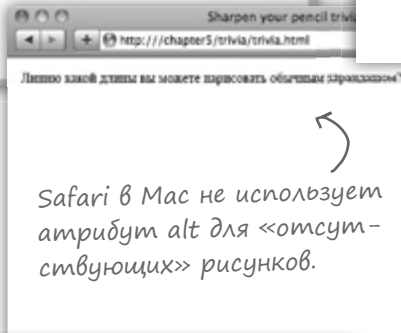 Sharpen your pencil trivia
http:///chapter5/trivia/trivia.html
Линию какой длины вы можете нарисовать обычным карандашом?
Safari в Mac не использует
атрибут alt для «отсут-
ствующих» рисунков.